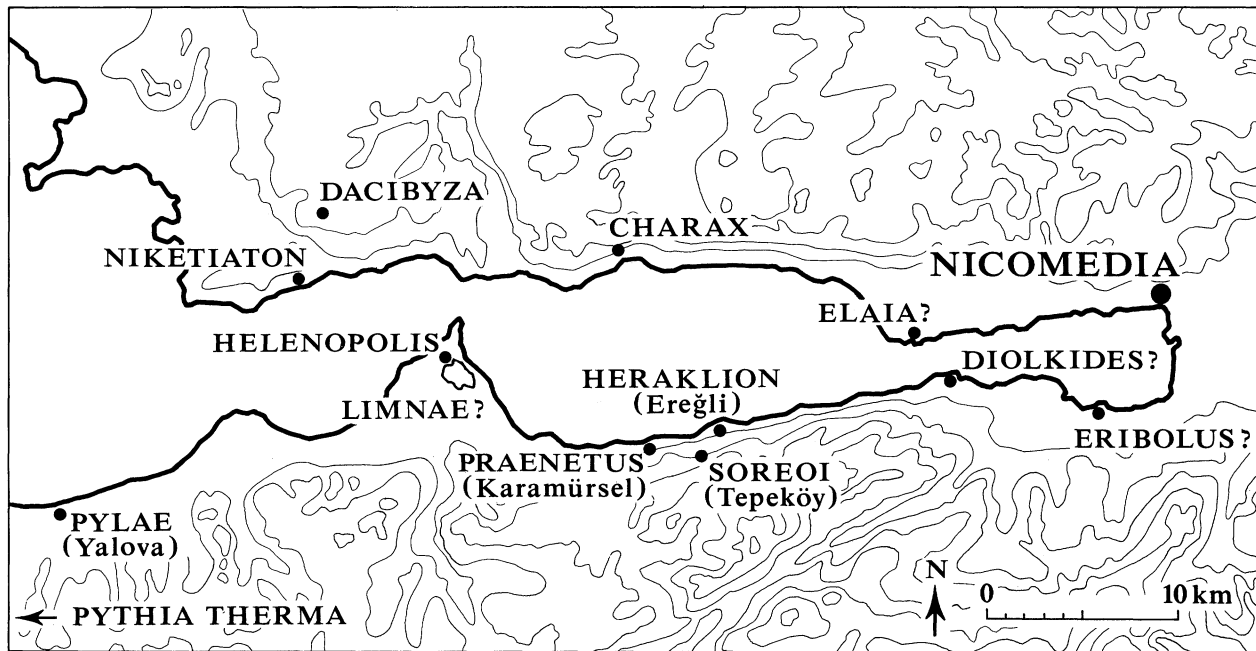 DACIBYZA
CHARAX
NIKETIATON
NICOMEDIA
ELAIA?
HELENOPOLIS
DIOLKIDES?
HERAKLION
(Ereğli)
LIMNAE?
ERIBOLUS?
PRAENETUS
(Karamürsel)
SOREOI
(Tepeköy)
PYLAE
(Yalova)
N
0 10 km
← PYTHIA THERMA